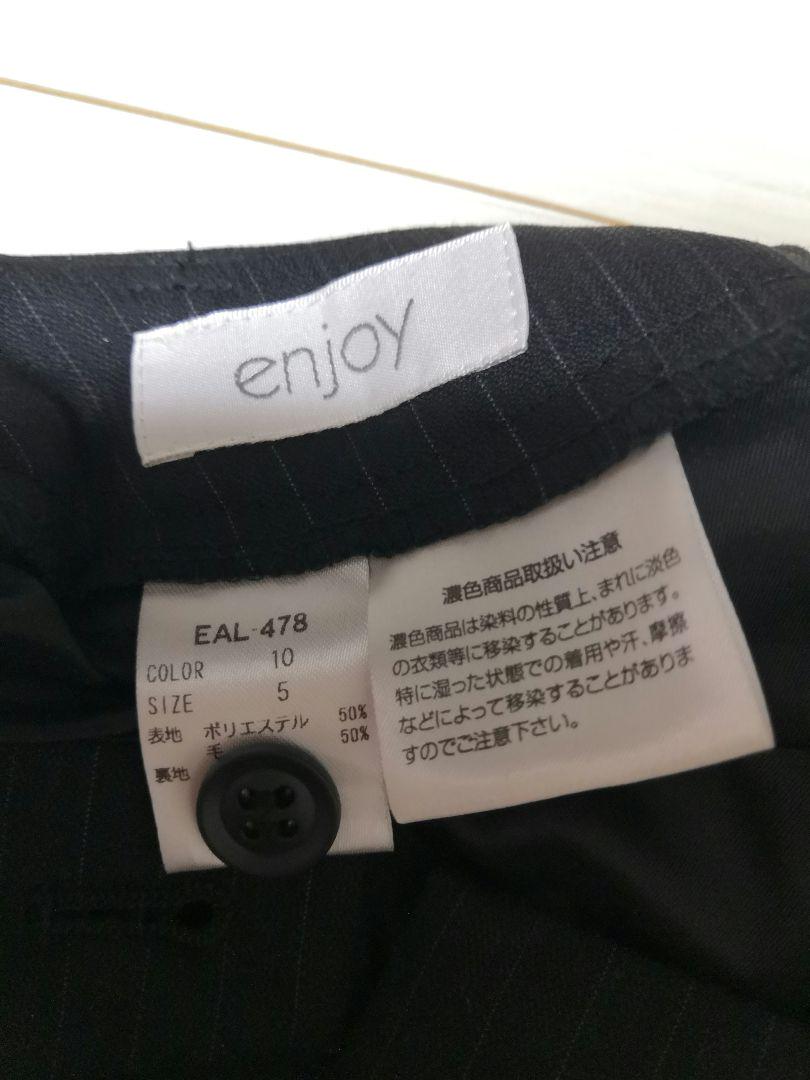 enjoy
EAL-478
COLOR 10
SIZE 5
表地 ポリエステル 50%
毛 50%
裏地
濃色商品取扱い注意
濃色商品は染料の性質上、まれに淡色
の衣類等に移染することがあります。
特に湿った状態での着用や汗、摩擦
などによって移染することがありま
すのでご注意下さい。